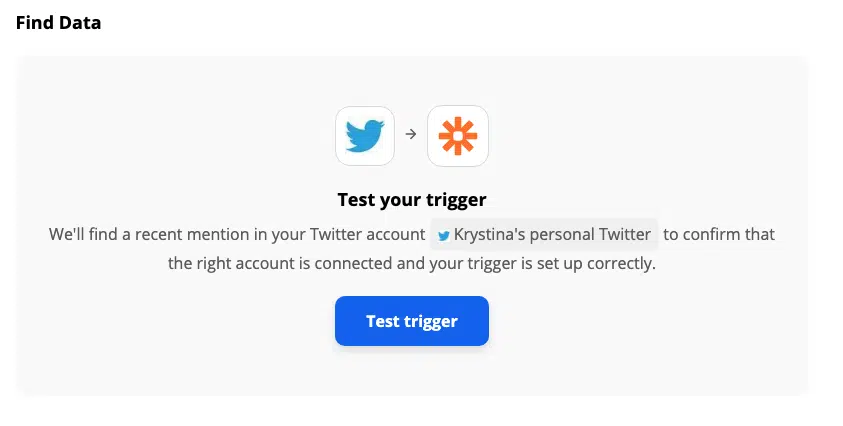 Find Data
Test your trigger
We'll find a recent mention in your Twitter account Krystina's personal Twitter to confirm that
the right account is connected and your trigger is set up correctly.
Test trigger